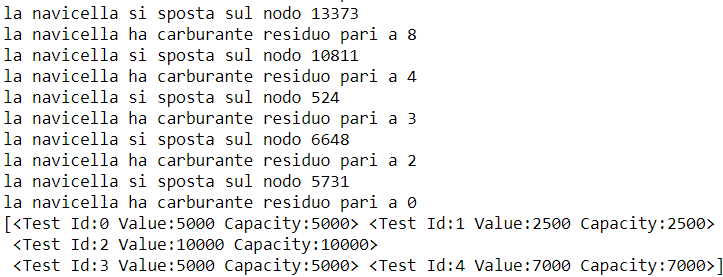 la navicella si sposta sul nodo 13373
la navicella ha carburante residuo pari a 8
la navicella si sposta sul nodo 10811
la navicella ha carburante residuo pari a 4
la navicella si sposta sul nodo 524
la navicella ha carburante residuo pari a 3
la navicella si sposta sul nodo 6648
la navicella ha carburante residuo pari a 2
la navicella si sposta sul nodo 5731
la navicella ha carburante residuo pari a 0
[<Test Id:0 Value:5000 Capacity:5000> <Test Id:1 Value:2500 Capacity:2500>
 <Test Id:2 Value:10000 Capacity:10000>
 <Test Id:3 Value:5000 Capacity:5000> <Test Id:4 Value:7000 Capacity:7000>]